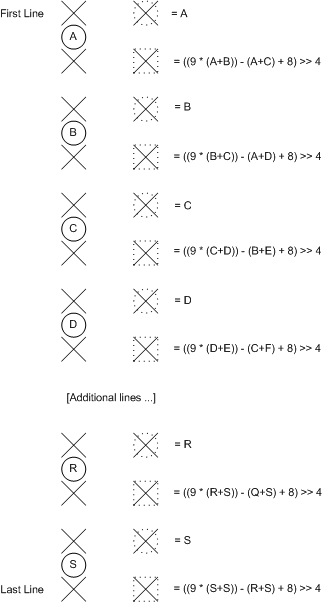 First Line = A
A
= ((9 * (A+B)) - (A+C) + 8) >> 4
= B
B
= ((9 * (B+C)) - (A+D) + 8) >> 4
= C
C
= ((9 * (C+D)) - (B+E) + 8) >> 4
= D
D
= ((9 * (D+E)) - (C+F) + 8) >> 4
[Additional lines ...]
= R
R
= ((9 * (R+S)) - (Q+S) + 8) >> 4
= S
S
Last Line = ((9 * (S+S)) - (R+S) + 8) >> 4